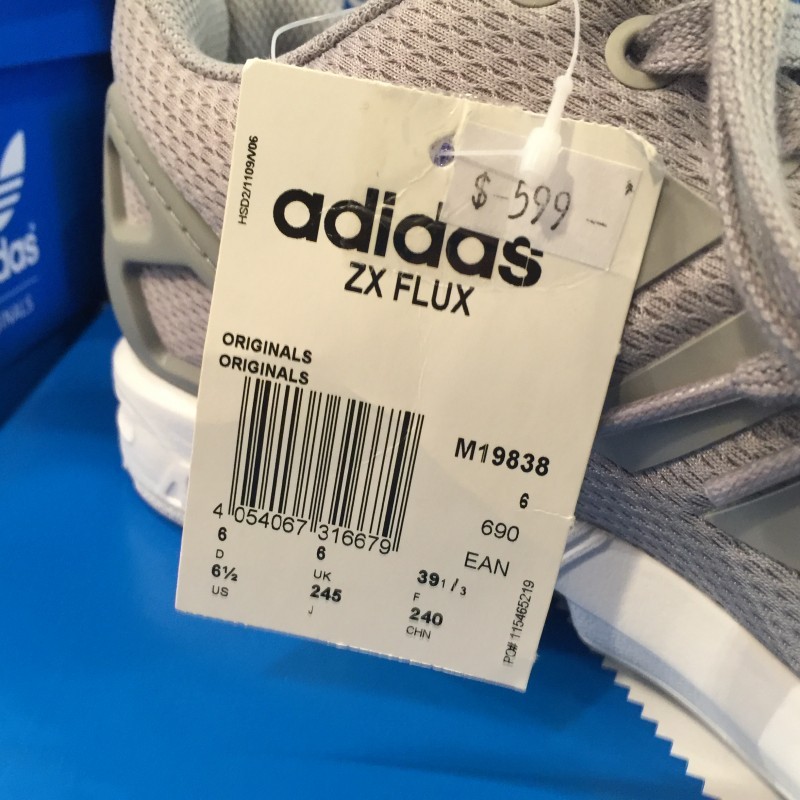 HSD2/1109/V06
$ 599 –
adidas
ZX FLUX
ORIGINALS
ORIGINALS
M19838
6
690
EAN
4 054067 316679
6
D
6
UK
39 1/3
F
6½
US
245
J
240
CHN
PO# 115465219